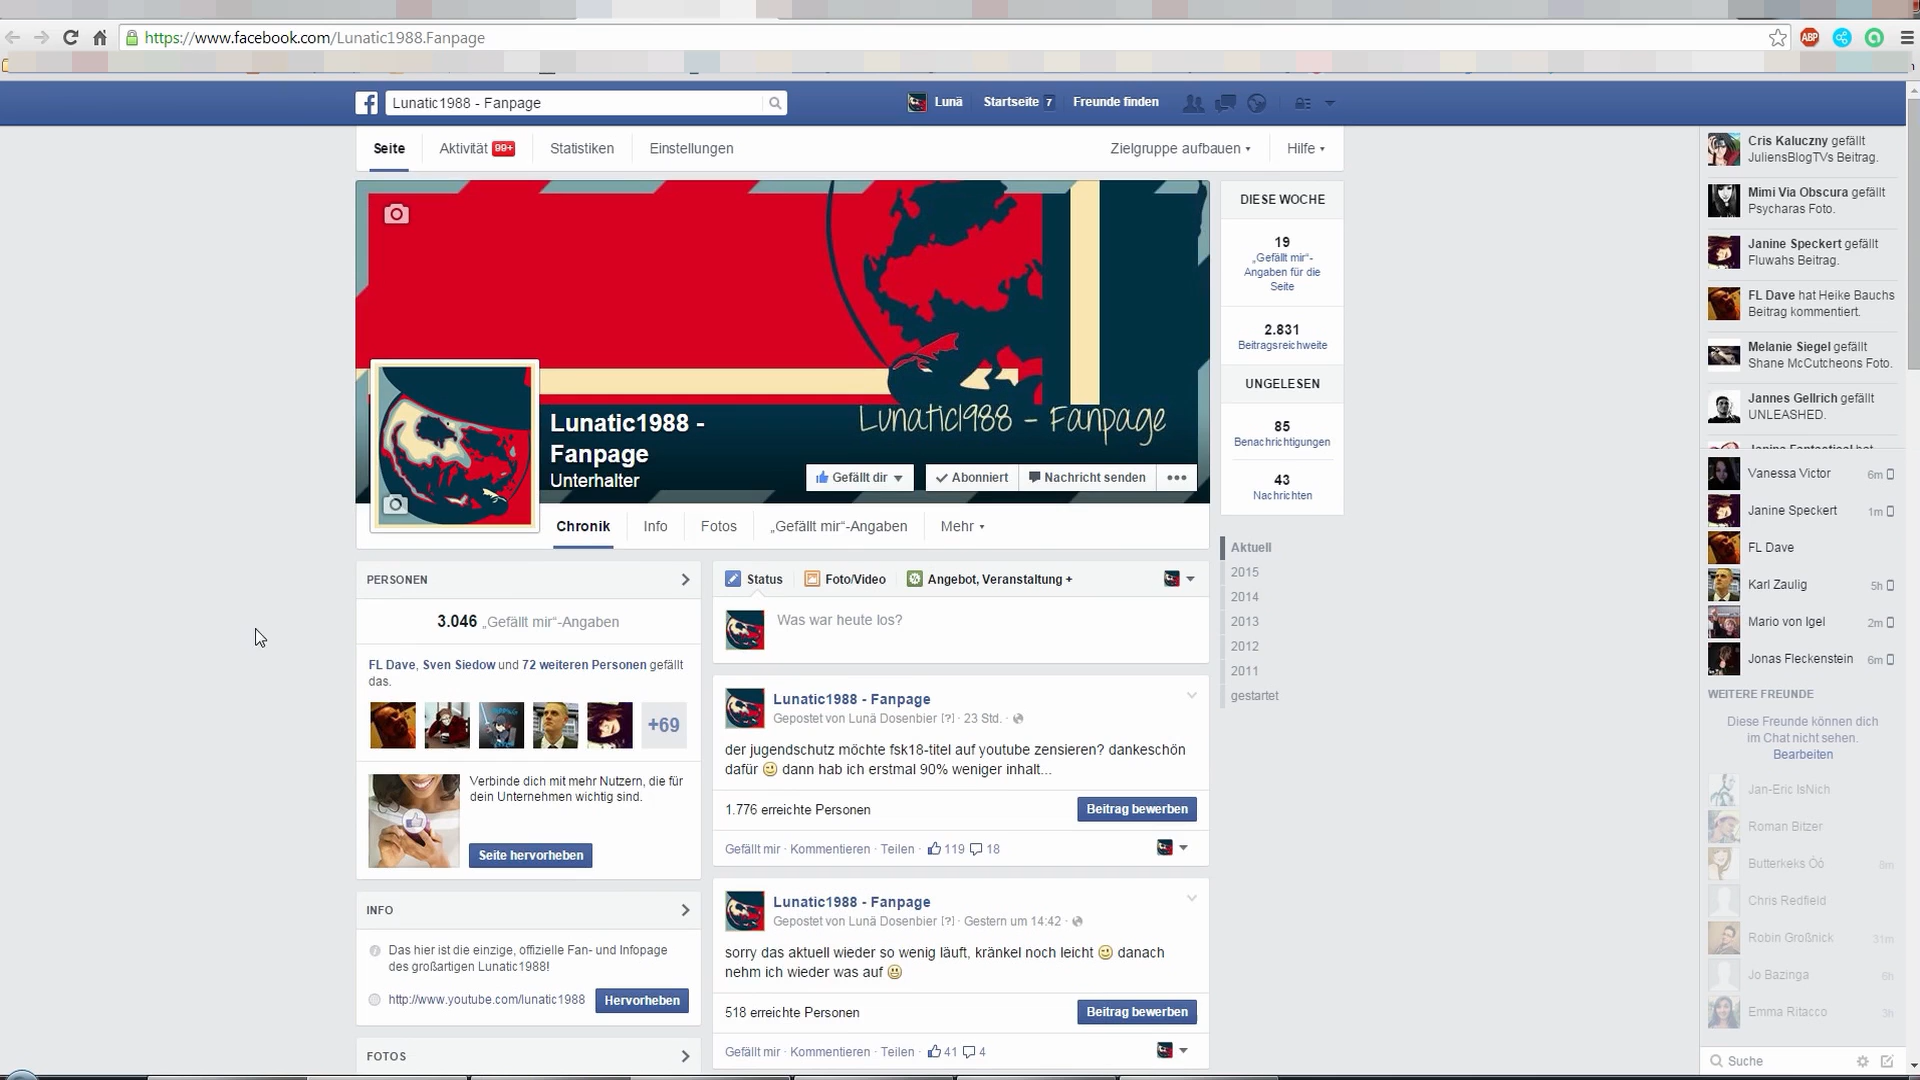 https://www.facebook.com/Lunatic1988.Fanpage
ABP
Lunatic1988 - Fanpage
Lunä
Startseite 7
Freunde finden
Seite
Aktivität 99+
Statistiken
Einstellungen
Zielgruppe aufbauen
Hilfe
Lunatic1988 - Fanpage
Lunatic1988 -
Fanpage
Unterhalter
Gefällt dir
Abonniert
Nachricht senden
Chronik
Info
Fotos
„Gefällt mir“-Angaben
Mehr
DIESE WOCHE
19
„Gefällt mir“-
Angaben für die
Seite
2.831
Beitragsreichweite
UNGELESEN
85
Benachrichtigungen
43
Nachrichten
Aktuell
2015
2014
2013
2012
2011
gestartet
PERSONEN
3.046 „Gefällt mir“-Angaben
FL Dave, Sven Siedow und 72 weiteren Personen gefällt
das.
+69
Verbinde dich mit mehr Nutzern, die für
dein Unternehmen wichtig sind.
Seite hervorheben
INFO
Das hier ist die einzige, offizielle Fan- und Infopage
des großartigen Lunatic1988!
http://www.youtube.com/lunatic1988
Hervorheben
FOTOS
Status
Foto/Video
Angebot, Veranstaltung +
Was war heute los?
Lunatic1988 - Fanpage
Gepostet von Lunä Dosenbier [?] · 23 Std. ·
der jugendschutz möchte fsk18-titel auf youtube zensieren? dankeschön
dafür 😉 dann hab ich erstmal 90% weniger inhalt...
1.776 erreichte Personen
Beitrag bewerben
Gefällt mir · Kommentieren · Teilen · 119 18
Lunatic1988 - Fanpage
Gepostet von Lunä Dosenbier [?] · Gestern um 14:42 ·
sorry das aktuell wieder so wenig läuft, kränkel noch leicht 😉 danach
nehm ich wieder was auf 😃
518 erreichte Personen
Beitrag bewerben
Gefällt mir · Kommentieren · Teilen · 41 4
Cris Kaluczny gefällt
JuliensBlogTVs Beitrag.
Mimi Via Obscura gefällt
Psycharas Foto.
Janine Speckert gefällt
Fluwahs Beitrag.
FL Dave hat Heike Bauchs
Beitrag kommentiert.
Melanie Siegel gefällt
Shane McCutcheons Foto.
Jannes Gellrich gefällt
UNLEASHED.
Vanessa Victor 6m
Janine Speckert 1m
FL Dave
Karl Zaulig 5h
Mario von Igel 2m
Jonas Fleckenstein 6m
WEITERE FREUNDE
Diese Freunde können dich
im Chat nicht sehen.
Bearbeiten
Jan-Eric IsNich
Roman Bitzer
Butterkeks Öö 8m
Chris Redfield
Robin Großnick 31m
Jo Bazinga 6h
Emma Ritacco 3h
Suche